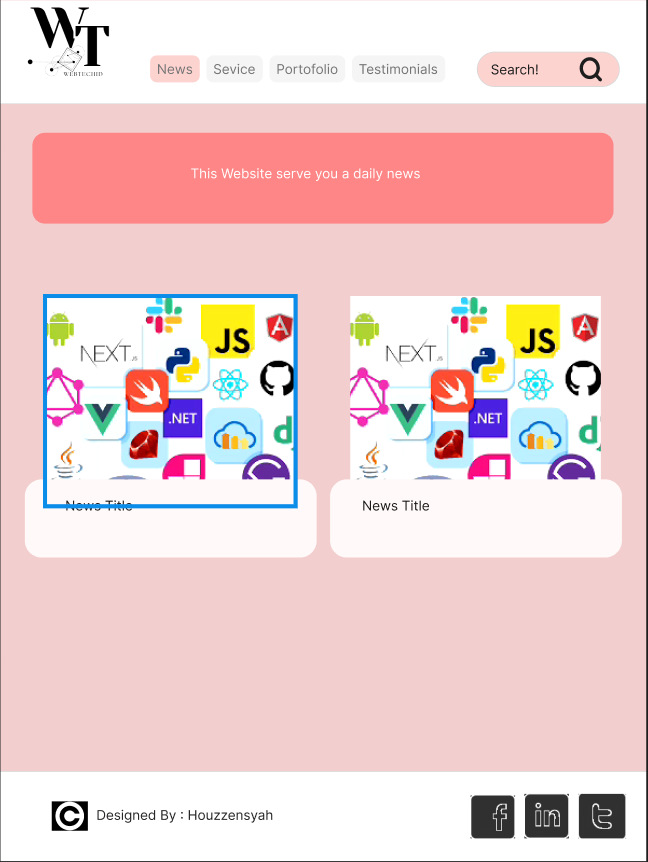 WT
WEBTECHID
News Sevice Portofolio Testimonials Search!
This Website serve you a daily news
NEXT.JS JS .NET
NEXT.JS JS .NET
News Title News Title
Designed By : Houzzensyah